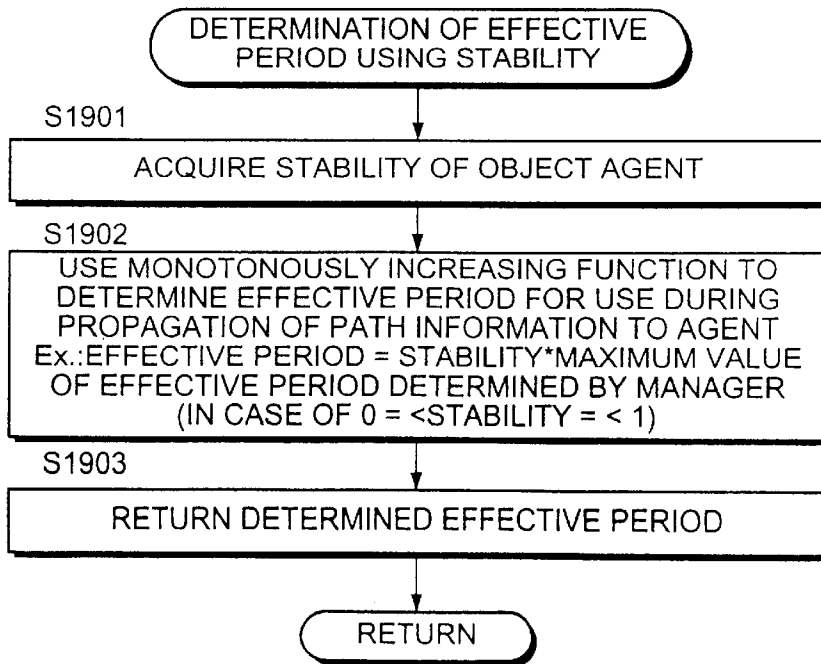 DETERMINATION OF EFFECTIVE
PERIOD USING STABILITY
S1901
ACQUIRE STABILITY OF OBJECT AGENT
S1902
USE MONOTONOUSLY INCREASING FUNCTION TO
DETERMINE EFFECTIVE PERIOD FOR USE DURING
PROPAGATION OF PATH INFORMATION TO AGENT
Ex.:EFFECTIVE PERIOD = STABILITY*MAXIMUM VALUE
OF EFFECTIVE PERIOD DETERMINED BY MANAGER
(IN CASE OF 0 = <STABILITY = < 1)
S1903
RETURN DETERMINED EFFECTIVE PERIOD
RETURN